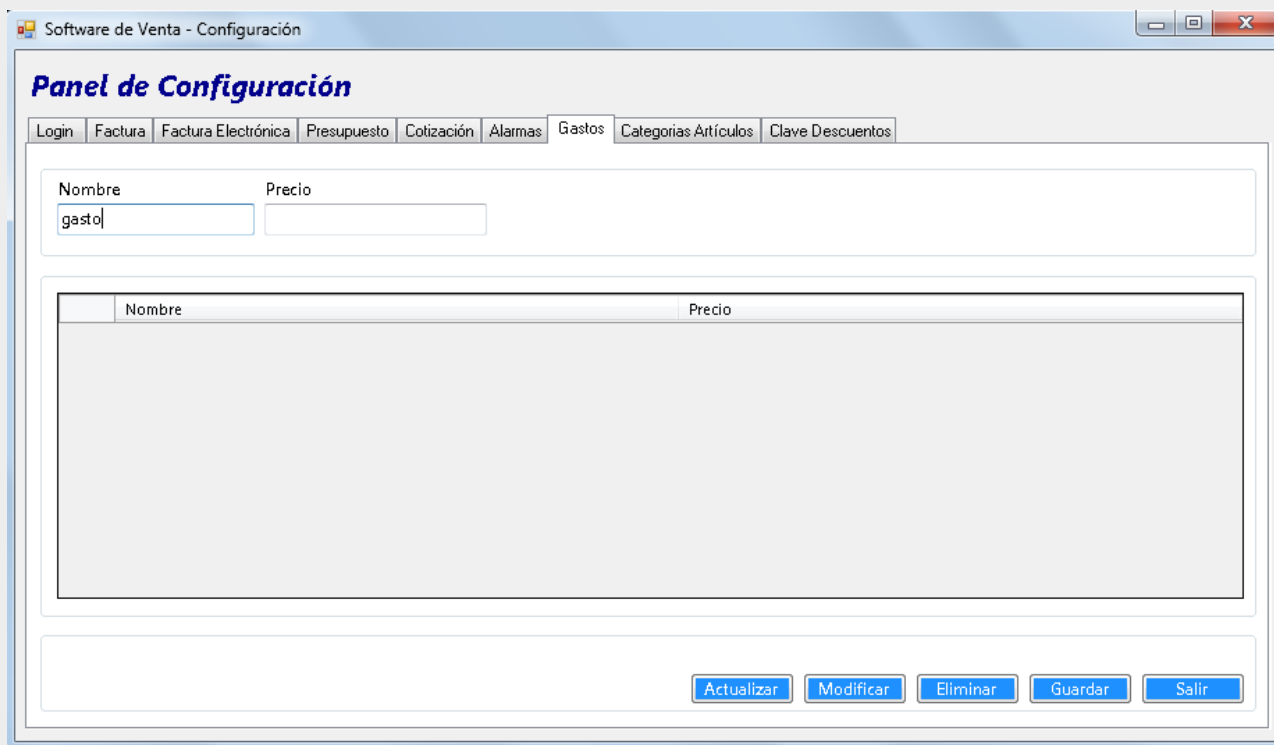 Software de Venta - Configuración
Panel de Configuración
Login Factura Factura Electrónica Presupuesto Cotización Alarmas Gastos Categorias Artículos Clave Descuentos
Nombre Precio
gasto
Nombre Precio
Actualizar Modificar Eliminar Guardar Salir